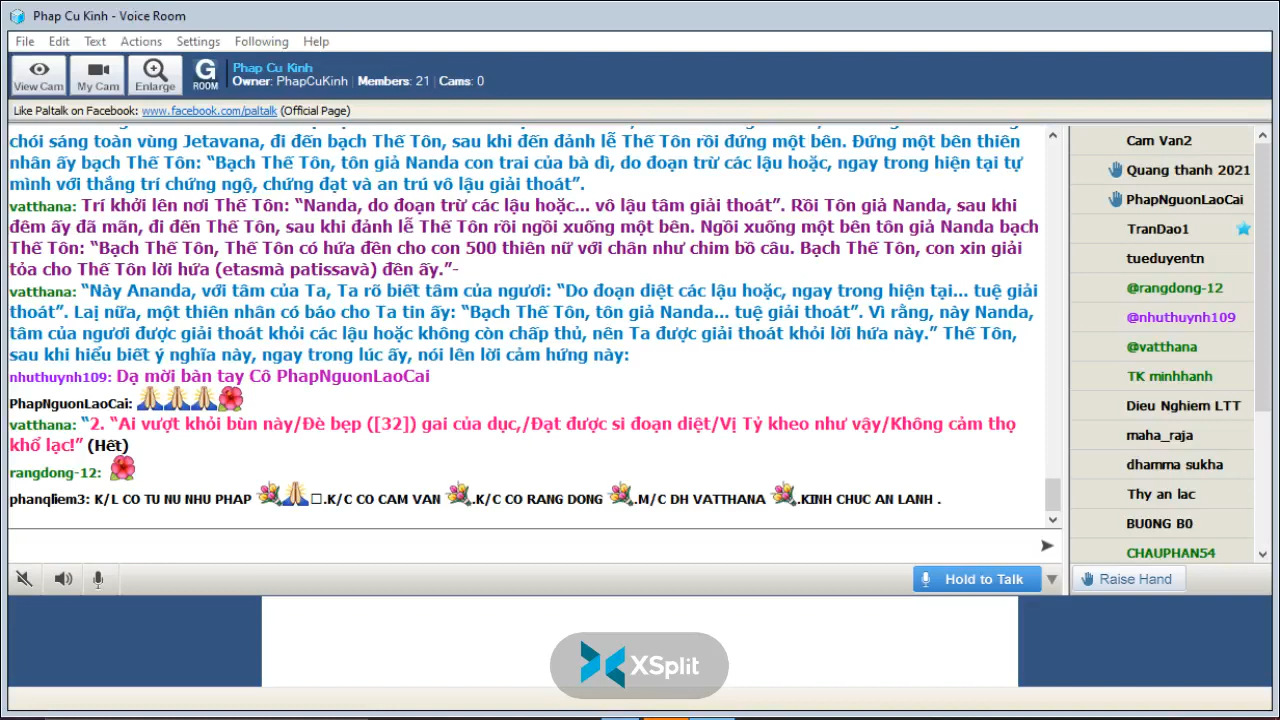 Phap Cu Kinh - Voice Room
File Edit Text Actions Settings Following Help
View Cam My Cam Enlarge G ROOM
Phap Cu Kinh
Owner: PhapCuKinh | Members: 21 | Cams: 0
Like Paltalk on Facebook: www.facebook.com/paltalk (Official Page)
chói sáng toàn vùng Jetavana, đi đến bạch Thế Tôn, sau khi đến đảnh lễ Thế Tôn rồi đứng một bên. Đứng một bên thiên
nhân ấy bạch Thế Tôn: “Bạch Thế Tôn, tôn giả Nanda con trai của bà dì, do đoạn trừ các lậu hoặc, ngay trong hiện tại tự
mình với thắng trí chứng ngộ, chứng đạt và an trú vô lậu giải thoát”.
vatthana: Trí khởi lên nơi Thế Tôn: “Nanda, do đoạn trừ các lậu hoặc... vô lậu tâm giải thoát”. Rồi Tôn giả Nanda, sau khi
đêm ấy đã mãn, đi đến Thế Tôn, sau khi đảnh lễ Thế Tôn rồi ngồi xuống một bên. Ngồi xuống một bên tôn giả Nanda bạch
Thế Tôn: “Bạch Thế Tôn, Thế Tôn có hứa đền cho con 500 thiên nữ với chân như chim bồ câu. Bạch Thế Tôn, con xin giải
tỏa cho Thế Tôn lời hứa (etasmà patissavà) đền ấy.”-
vatthana: “Này Ananda, với tâm của Ta, Ta rõ biết tâm của ngươi: “Do đoạn diệt các lậu hoặc, ngay trong hiện tại... tuệ giải
thoát”. Lại nữa, một thiên nhân có báo cho Ta tin ấy: “Bạch Thế Tôn, tôn giả Nanda... tuệ giải thoát”. Vì rằng, này Nanda,
tâm của ngươi được giải thoát khỏi các lậu hoặc không còn chấp thủ, nên Ta được giải thoát khỏi lời hứa này.” Thế Tôn,
sau khi hiểu biết ý nghĩa này, ngay trong lúc ấy, nói lên lời cảm hứng này:
nhuthuynh109: Dạ mời bàn tay Cô PhapNguonLaoCai
PhapNguonLaoCai:
vatthana: “2. “Ai vượt khỏi bùn này/Đè bẹp ([32]) gai của dục,/Đạt được si đoạn diệt/Vị Tỷ kheo như vậy/Không cảm thọ
khổ lạc!” (Hết)
rangdong-12:
phanqliem3: K/L CO TU NU NHU PHAP .K/C CO CAM VAN .K/C CO RANG DONG .M/C DH VATTHANA .KINH CHUC AN LANH .
Cam Van2
Quang thanh 2021
PhapNguonLaoCai
TranDao1
tueduyentn
@rangdong-12
@nhuthuynh109
@vatthana
TK minhhanh
Dieu Nghiem LTT
maha_raja
dhamma sukha
Thy an lac
BU0NG B0
CHAUPHAN54
Hold to Talk
Raise Hand
XSplit